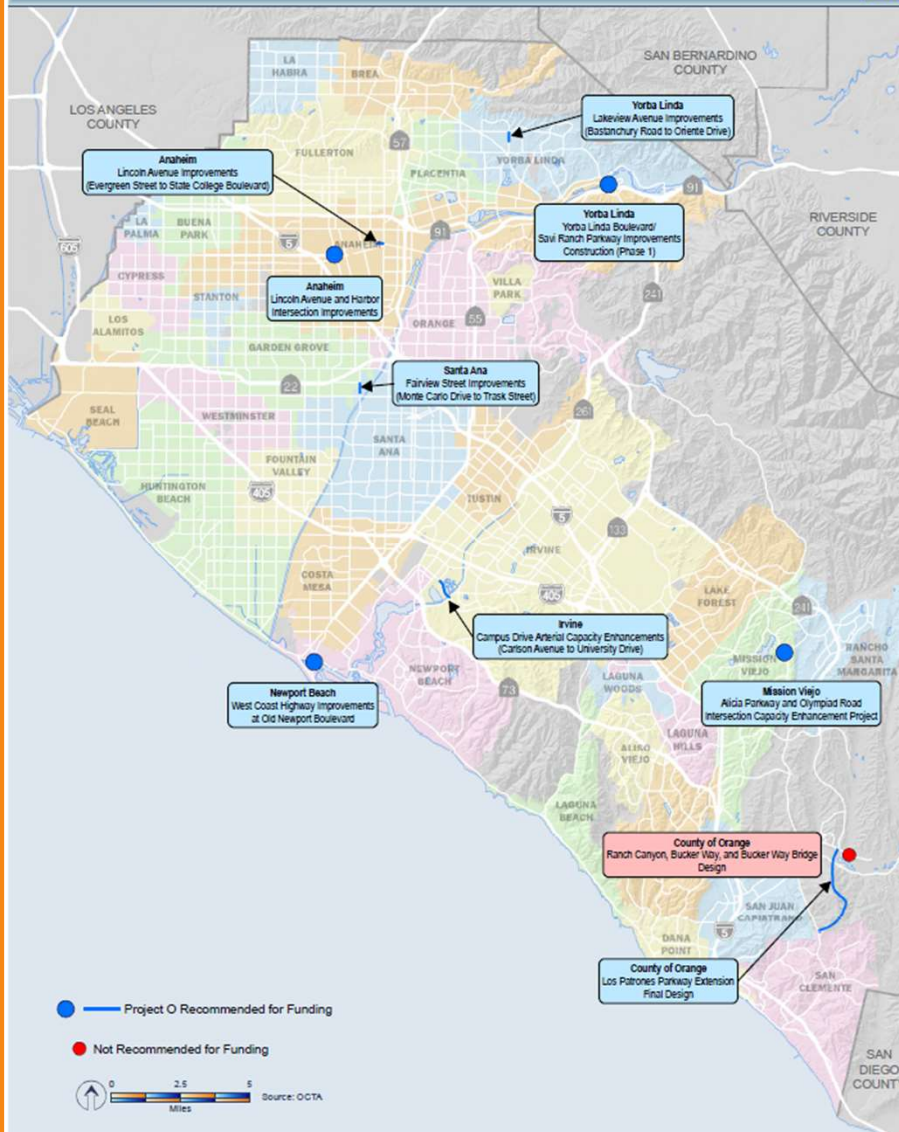 SAN BERNARDINO
COUNTY
LA
HABRA
BREA
LOS ANGELES
COUNTY
Yorba Linda
Lakeview Avenue Improvements
(Bastanchury Road to Oriente Drive)
57
FULLERTON
YORBA LINDA
Anaheim
Lincoln Avenue Improvements
(Evergreen Street to State College Boulevard)
PLACENTIA
91
LA
PALMA
BUENA
PARK
5
ANAHEIM
91
Yorba Linda
Yorba Linda Boulevard/
Savi Ranch Parkway Improvements
Construction (Phase 1)
RIVERSIDE
COUNTY
605
CYPRESS
Anaheim
Lincoln Avenue and Harbor
Intersection Improvements
VILLA
PARK
241
STANTON
LOS
ALAMITOS
ORANGE
55
GARDEN GROVE
Santa Ana
Fairview Street Improvements
(Monte Carlo Drive to Trask Street)
22
SEAL
BEACH
WESTMINSTER
261
SANTA
ANA
FOUNTAIN
VALLEY
HUNTINGTON
BEACH
405
TUSTIN
5
133
IRVINE
COSTA
MESA
405
LAKE
FOREST
241
Irvine
Campus Drive Arterial Capacity Enhancements
(Carlson Avenue to University Drive)
RANCHO
SANTA
MARGARITA
MISSION
VIEJO
NEWPORT
BEACH
LAGUNA
WOODS
73
Newport Beach
West Coast Highway Improvements
at Old Newport Boulevard
Mission Viejo
Alicia Parkway and Olympiad Road
Intersection Capacity Enhancement Project
LAGUNA
HILLS
ALISO
VIEJO
LAGUNA
BEACH
County of Orange
Ranch Canyon, Bucker Way, and Bucker Way Bridge
Design
SAN JUAN
CAPISTRANO
5
DANA
POINT
County of Orange
Los Patrones Parkway Extension
Final Design
SAN
CLEMENTE
Project O Recommended for Funding
Not Recommended for Funding
SAN
DIEGO
COUNTY
0 2.5 5
Miles
Source: OCTA